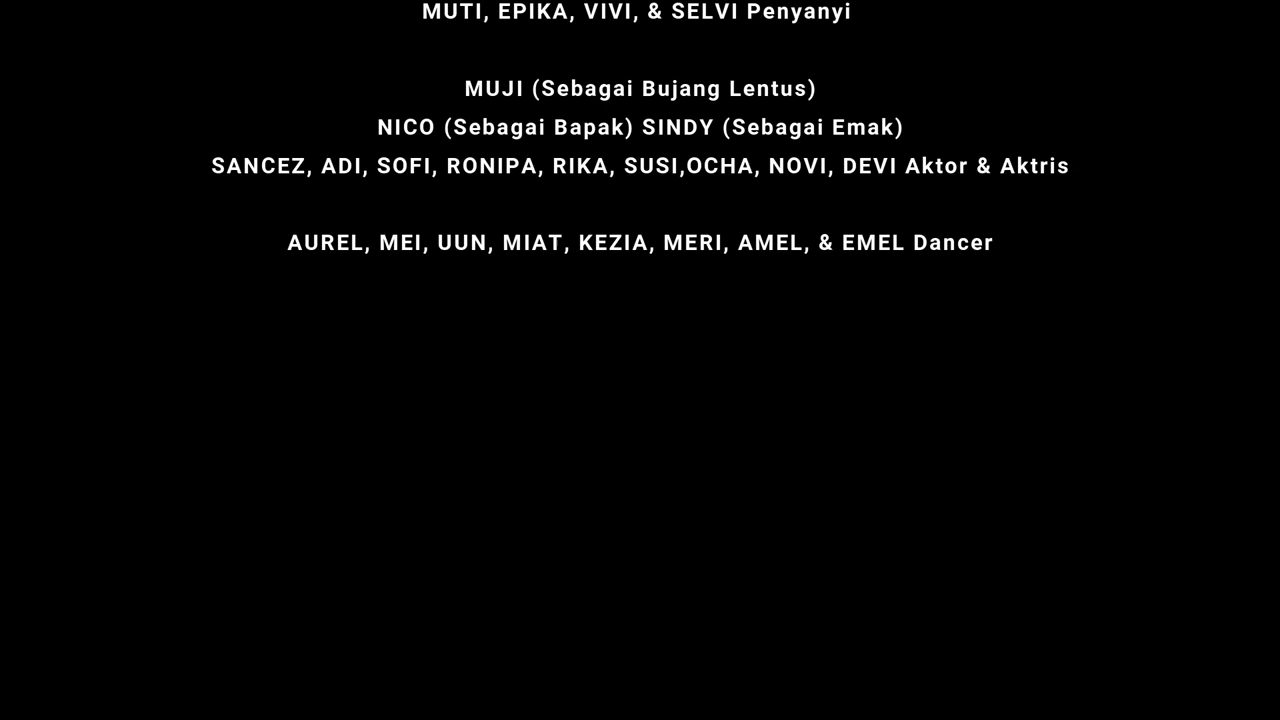 MUTI, EPIKA, VIVI, & SELVI Penyanyi
MUJI (Sebagai Bujang Lentus)
NICO (Sebagai Bapak) SINDY (Sebagai Emak)
SANCEZ, ADI, SOFI, RONIPA, RIKA, SUSI,OCHA, NOVI, DEVI Aktor & Aktris
AUREL, MEI, UUN, MIAT, KEZIA, MERI, AMEL, & EMEL Dancer